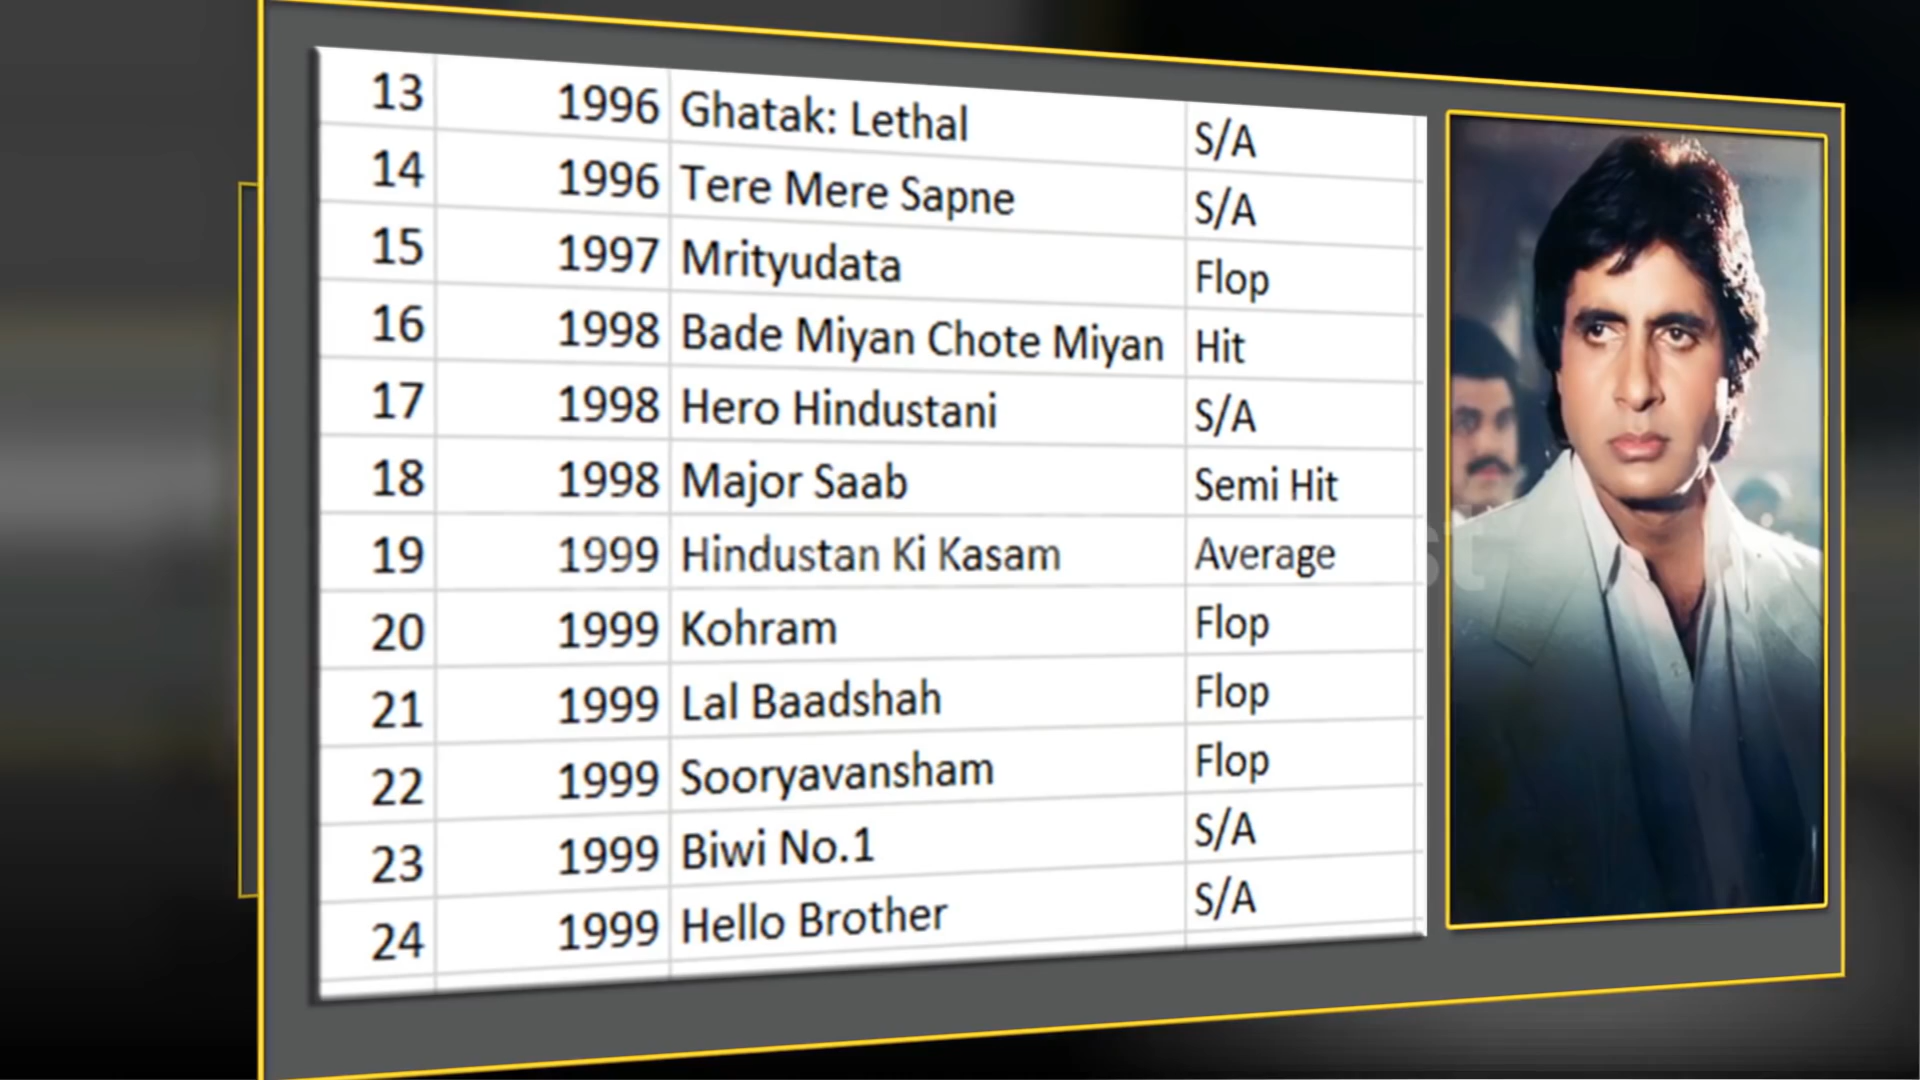 13 1996 Ghatak: Lethal S/A
14 1996 Tere Mere Sapne S/A
15 1997 Mrityudata Flop
16 1998 Bade Miyan Chote Miyan Hit
17 1998 Hero Hindustani S/A
18 1998 Major Saab Semi Hit
19 1999 Hindustan Ki Kasam Average
20 1999 Kohram Flop
21 1999 Lal Baadshah Flop
22 1999 Sooryavansham Flop
23 1999 Biwi No.1 S/A
24 1999 Hello Brother S/A